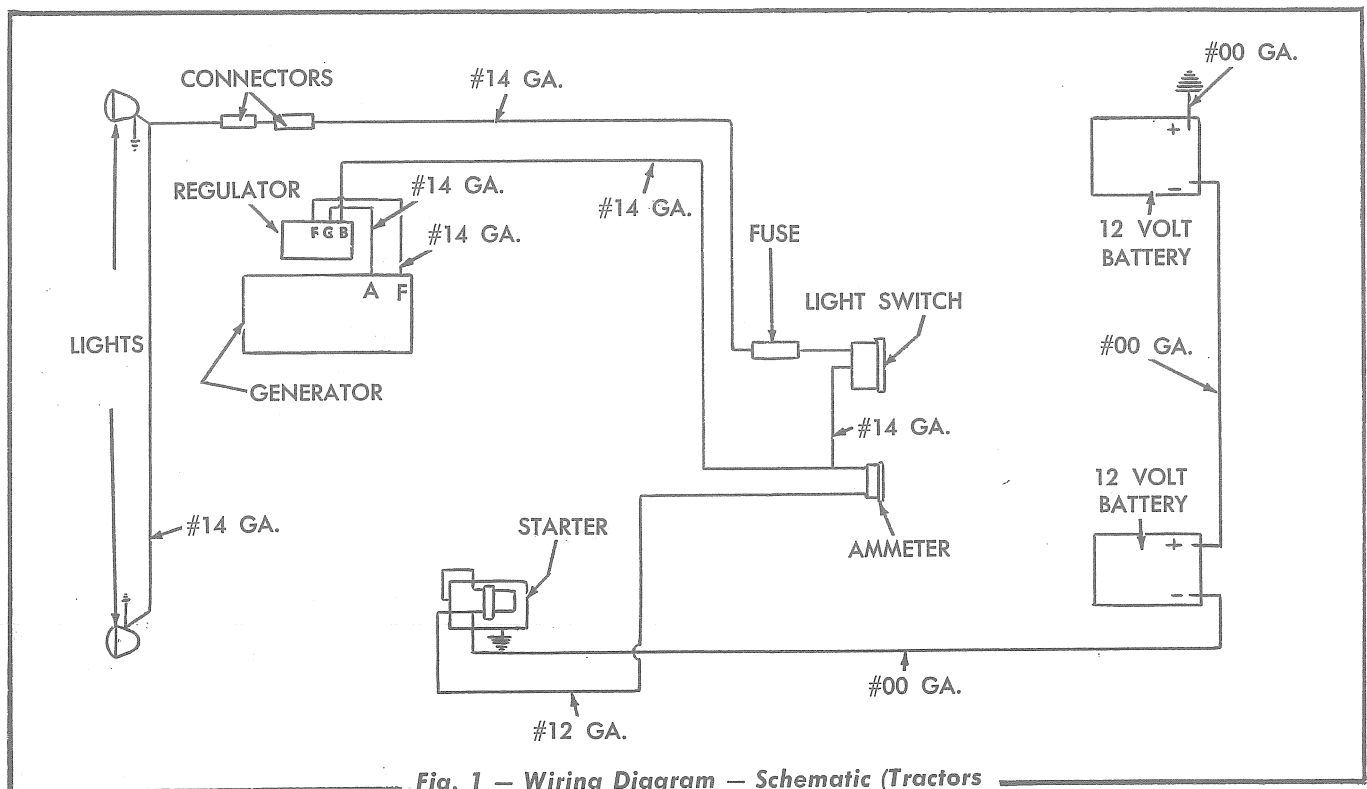 #00 GA.
CONNECTORS
#14 GA.
+
REGULATOR
#14 GA.
#14 GA.
−
F G B
#14 GA.
FUSE
12 VOLT
BATTERY
A F
LIGHT SWITCH
LIGHTS
#00 GA.
GENERATOR
#14 GA.
12 VOLT
BATTERY
#14 GA.
STARTER
AMMETER
+
−
#00 GA.
#12 GA.
Fig. 1 — Wiring Diagram — Schematic (Tractors